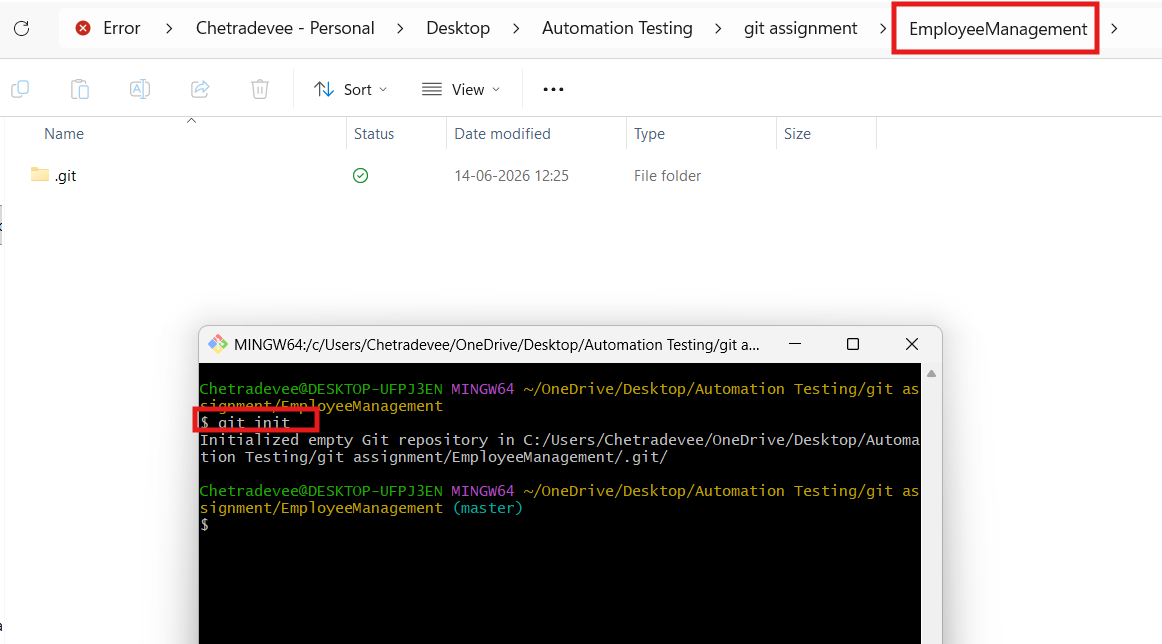 Error > Chetradevee - Personal > Desktop > Automation Testing > git assignment > EmployeeManagement >
Sort View ...
Name Status Date modified Type Size
.git 14-06-2026 12:25 File folder
MINGW64:/c/Users/Chetradevee/OneDrive/Desktop/Automation Testing/git a...
Chetradevee@DESKTOP-UFPJ3EN MINGW64 ~/OneDrive/Desktop/Automation Testing/git as
signment/EmployeeManagement
$ git init
Initialized empty Git repository in C:/Users/Chetradevee/OneDrive/Desktop/Automa
tion Testing/git assignment/EmployeeManagement/.git/
Chetradevee@DESKTOP-UFPJ3EN MINGW64 ~/OneDrive/Desktop/Automation Testing/git as
signment/EmployeeManagement (master)
$